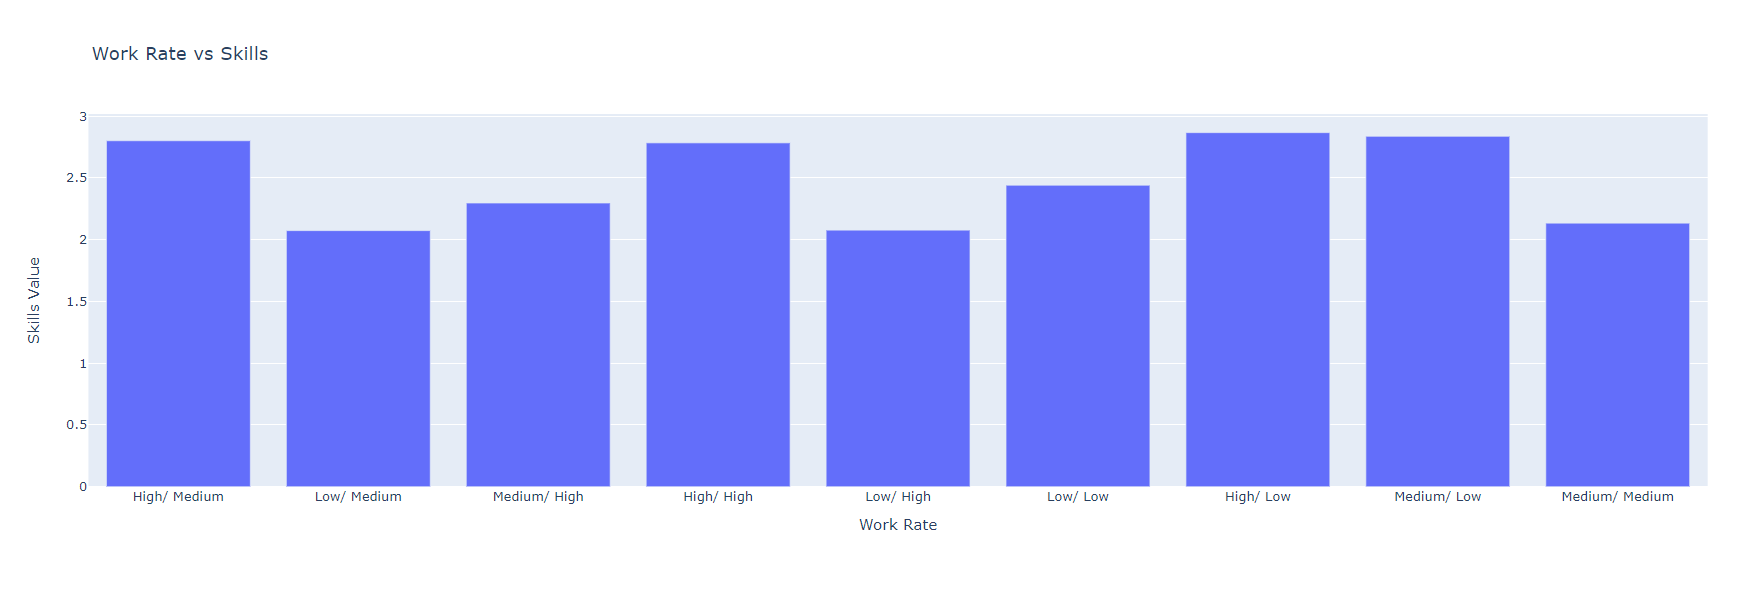 Work Rate vs Skills
3
2.5
2
1.5
1
0.5
0
Skills Value
High/ Medium
Low/ Medium
Medium/ High
High/ High
Low/ High
Low/ Low
High/ Low
Medium/ Low
Medium/ Medium
Work Rate